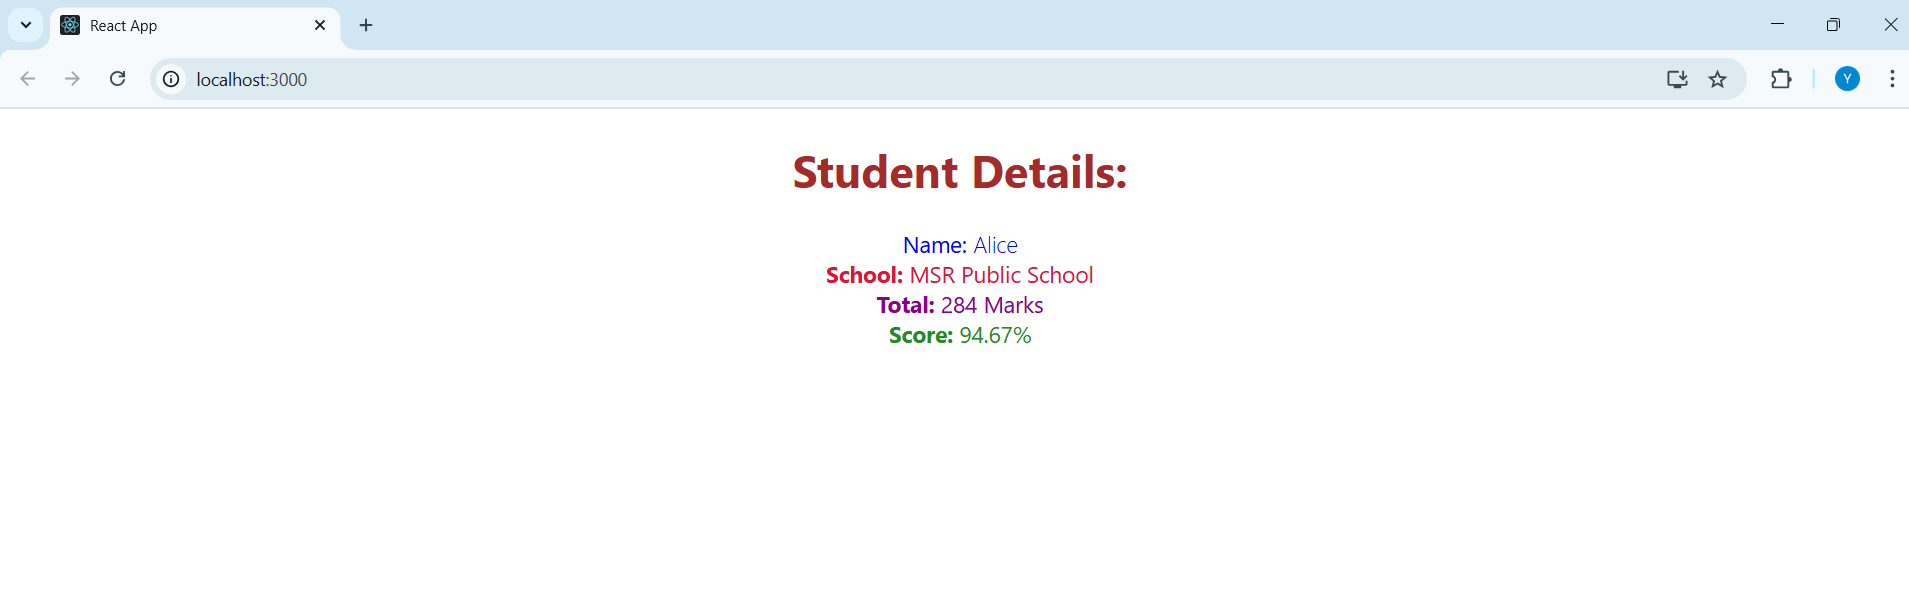 React App
localhost:3000
Y
Student Details:
Name: Alice
School: MSR Public School
Total: 284 Marks
Score: 94.67%